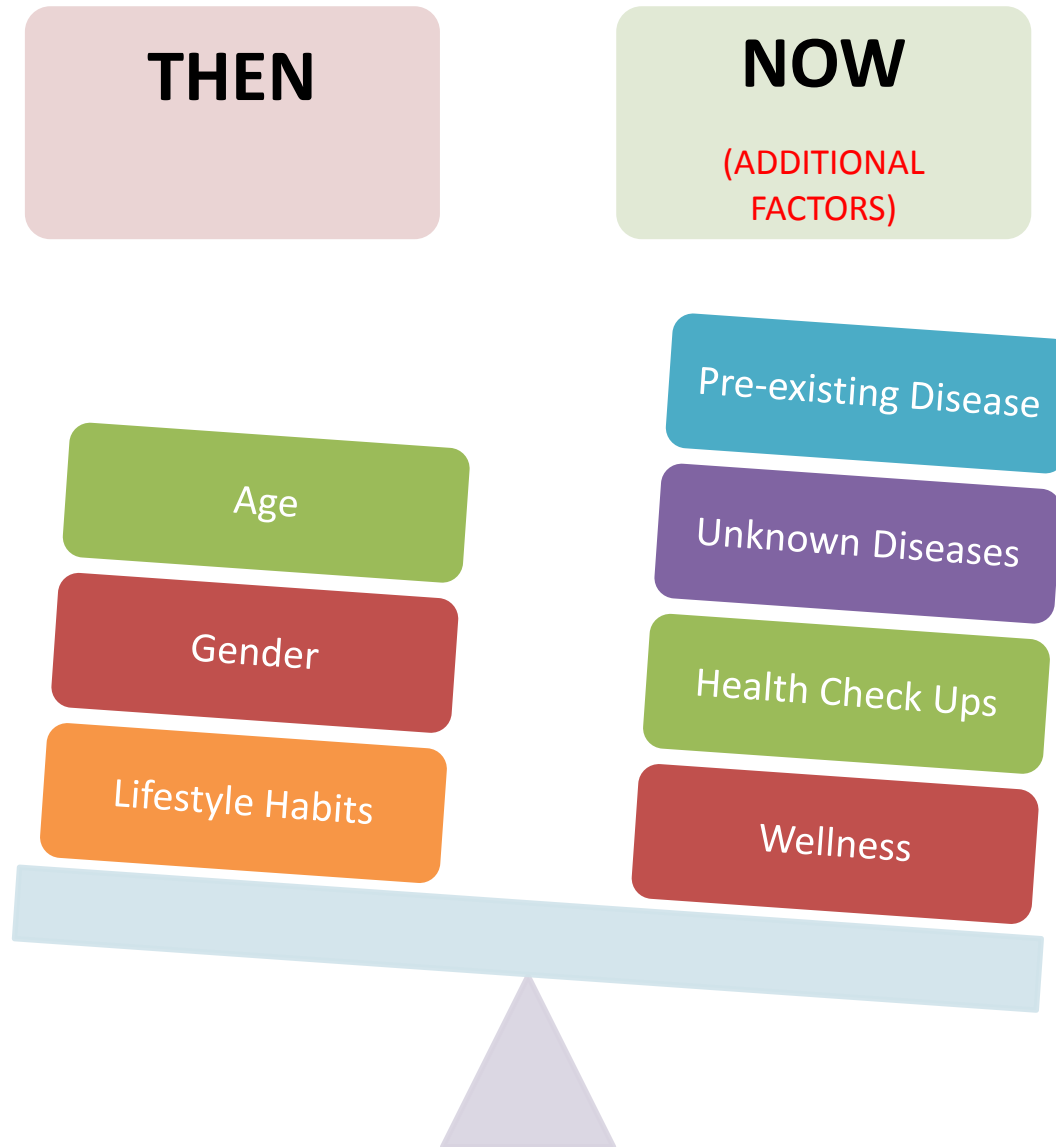 THEN
NOW
(ADDITIONAL
FACTORS)
Age
Gender
Lifestyle Habits
Pre-existing Disease
Unknown Diseases
Health Check Ups
Wellness